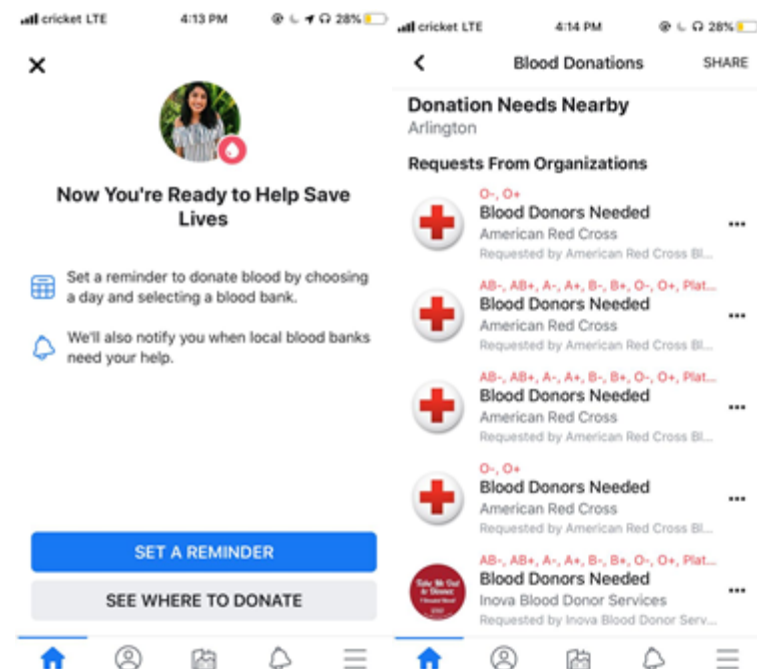 cricket LTE
4:13 PM
28%
Now You're Ready to Help Save
Lives
Set a reminder to donate blood by choosing
a day and selecting a blood bank.
We'll also notify you when local blood banks
need your help.
SET A REMINDER
SEE WHERE TO DONATE
cricket LTE
4:14 PM
28%
Blood Donations
SHARE
Donation Needs Nearby
Arlington
Requests From Organizations
O-, O+
Blood Donors Needed
American Red Cross
Requested by American Red Cross Bl...
AB-, AB+, A-, A+, B-, B+, O-, O+, Plat...
Blood Donors Needed
American Red Cross
Requested by American Red Cross Bl...
AB-, AB+, A-, A+, B-, B+, O-, O+, Plat...
Blood Donors Needed
American Red Cross
Requested by American Red Cross Bl...
O-, O+
Blood Donors Needed
American Red Cross
Requested by American Red Cross Bl...
AB-, AB+, A-, A+, B-, B+, O-, O+, Plat...
Take Me Out
to Dinner
Blood Donors Needed
Inova Blood Donor Services
Requested by Inova Blood Donor Serv...